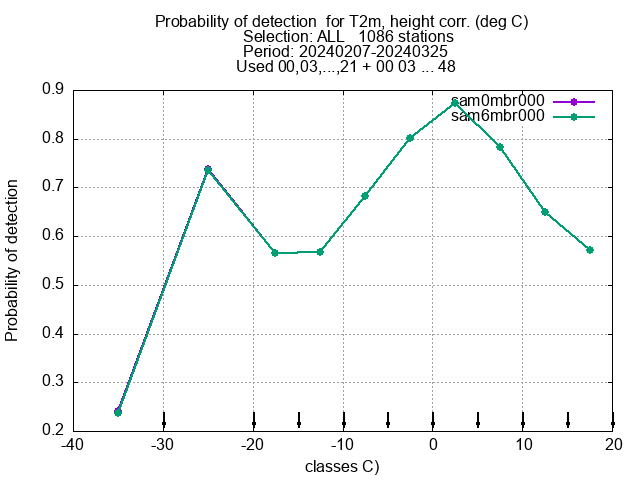 Probability of detection  for T2m, height corr. (deg C)
Selection: ALL   1086 stations
Period: 20240207-20240325
Used 00,03,...,21 + 00 03 ... 48
sam0mbr000
sam6mbr000
0.9
0.8
0.7
0.6
0.5
0.4
0.3
0.2
Probability of detection
-40 -30 -20 -10 0 10 20
classes C)